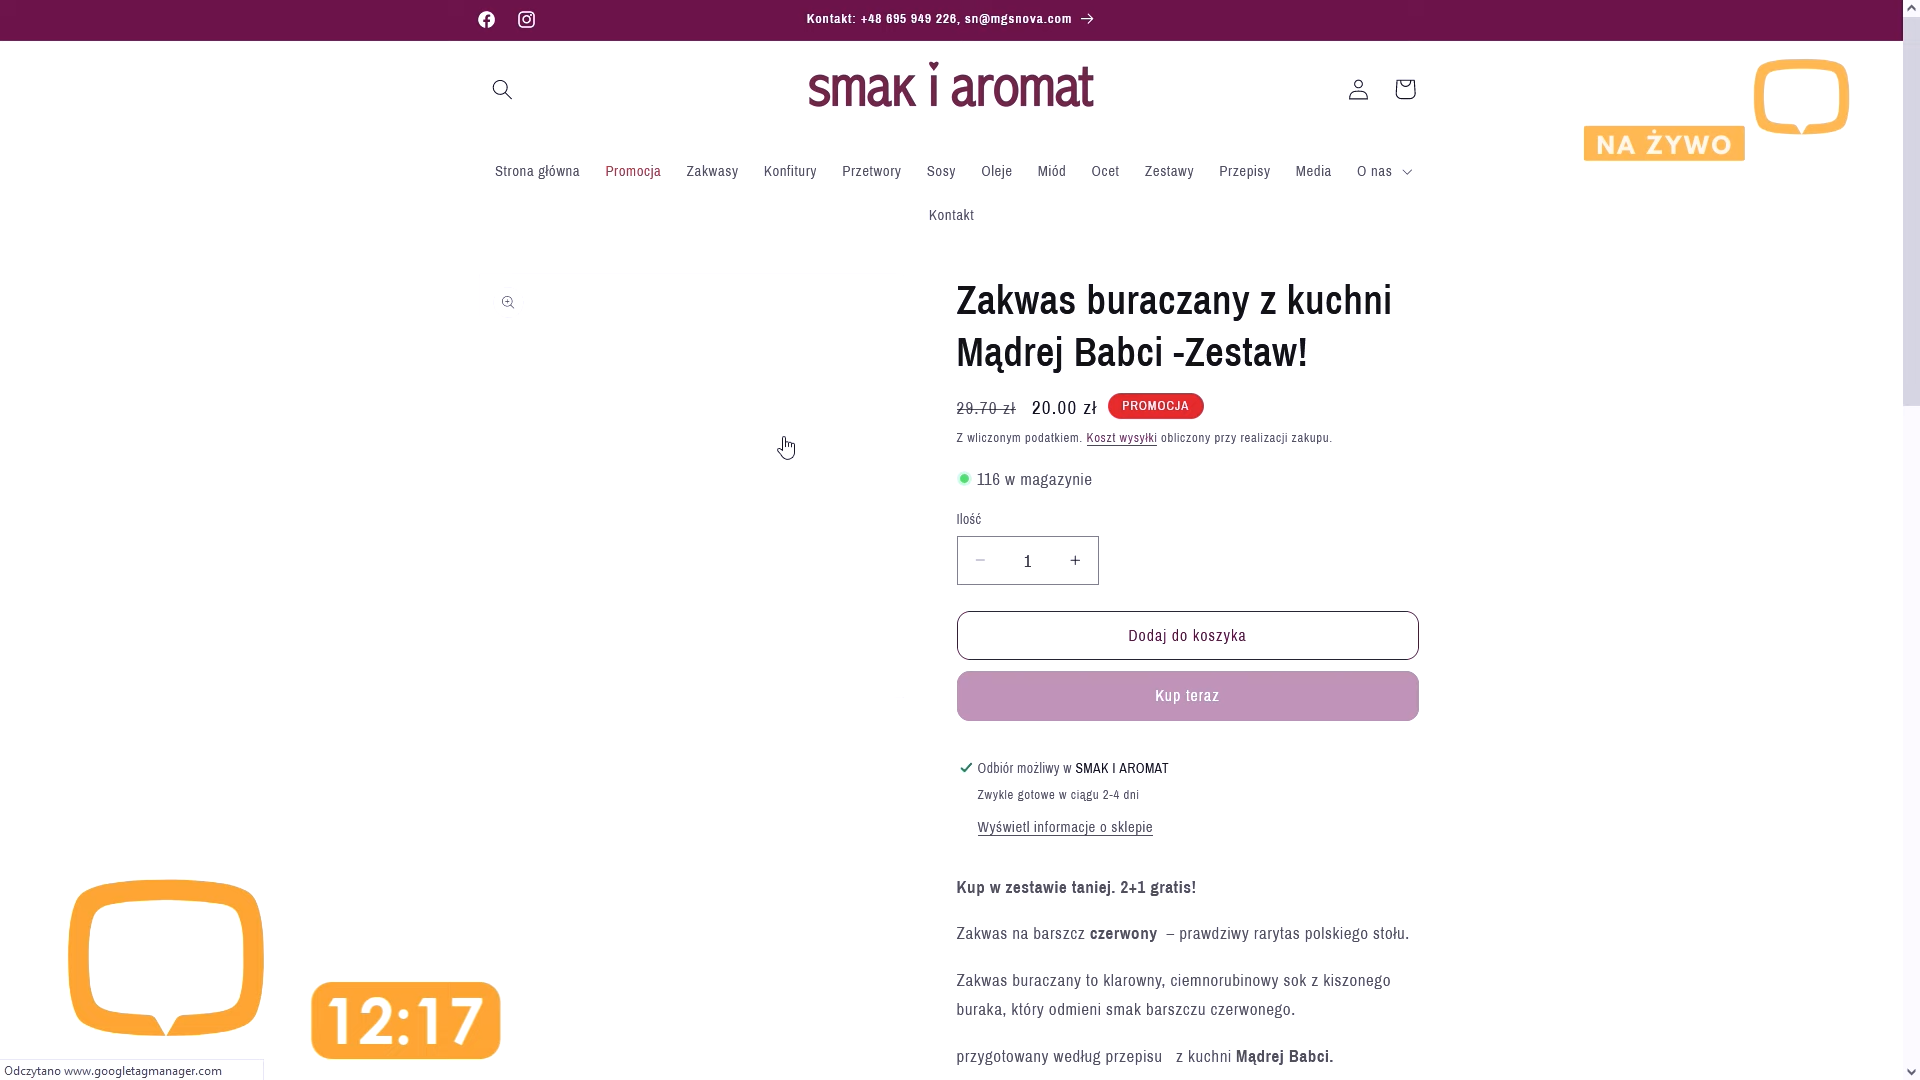 Kontakt: +48 695 949 226, sn@mgsnova.com
smak i aromat
NA ŻYWO
Strona główna Promocja Zakwasy Konfitury Przetwory Sosy Oleje Miód Ocet Zestawy Przepisy Media O nas
Kontakt
Zakwas buraczany z kuchni
Mądrej Babci -Zestaw!
29.70 zł 20.00 zł PROMOCJA
Z wliczonym podatkiem. Koszt wysyłki obliczony przy realizacji zakupu.
116 w magazynie
Ilość
− 1 +
Dodaj do koszyka
Kup teraz
Odbiór możliwy w SMAK I AROMAT
Zwykle gotowe w ciągu 2-4 dni
Wyświetl informacje o sklepie
Kup w zestawie taniej. 2+1 gratis!
Zakwas na barszcz czerwony – prawdziwy rarytas polskiego stołu.
Zakwas buraczany to klarowny, ciemnorubinowy sok z kiszonego
buraka, który odmieni smak barszczu czerwonego.
przygotowany według przepisu z kuchni Mądrej Babci.
12:17
Odczytano www.googletagmanager.com